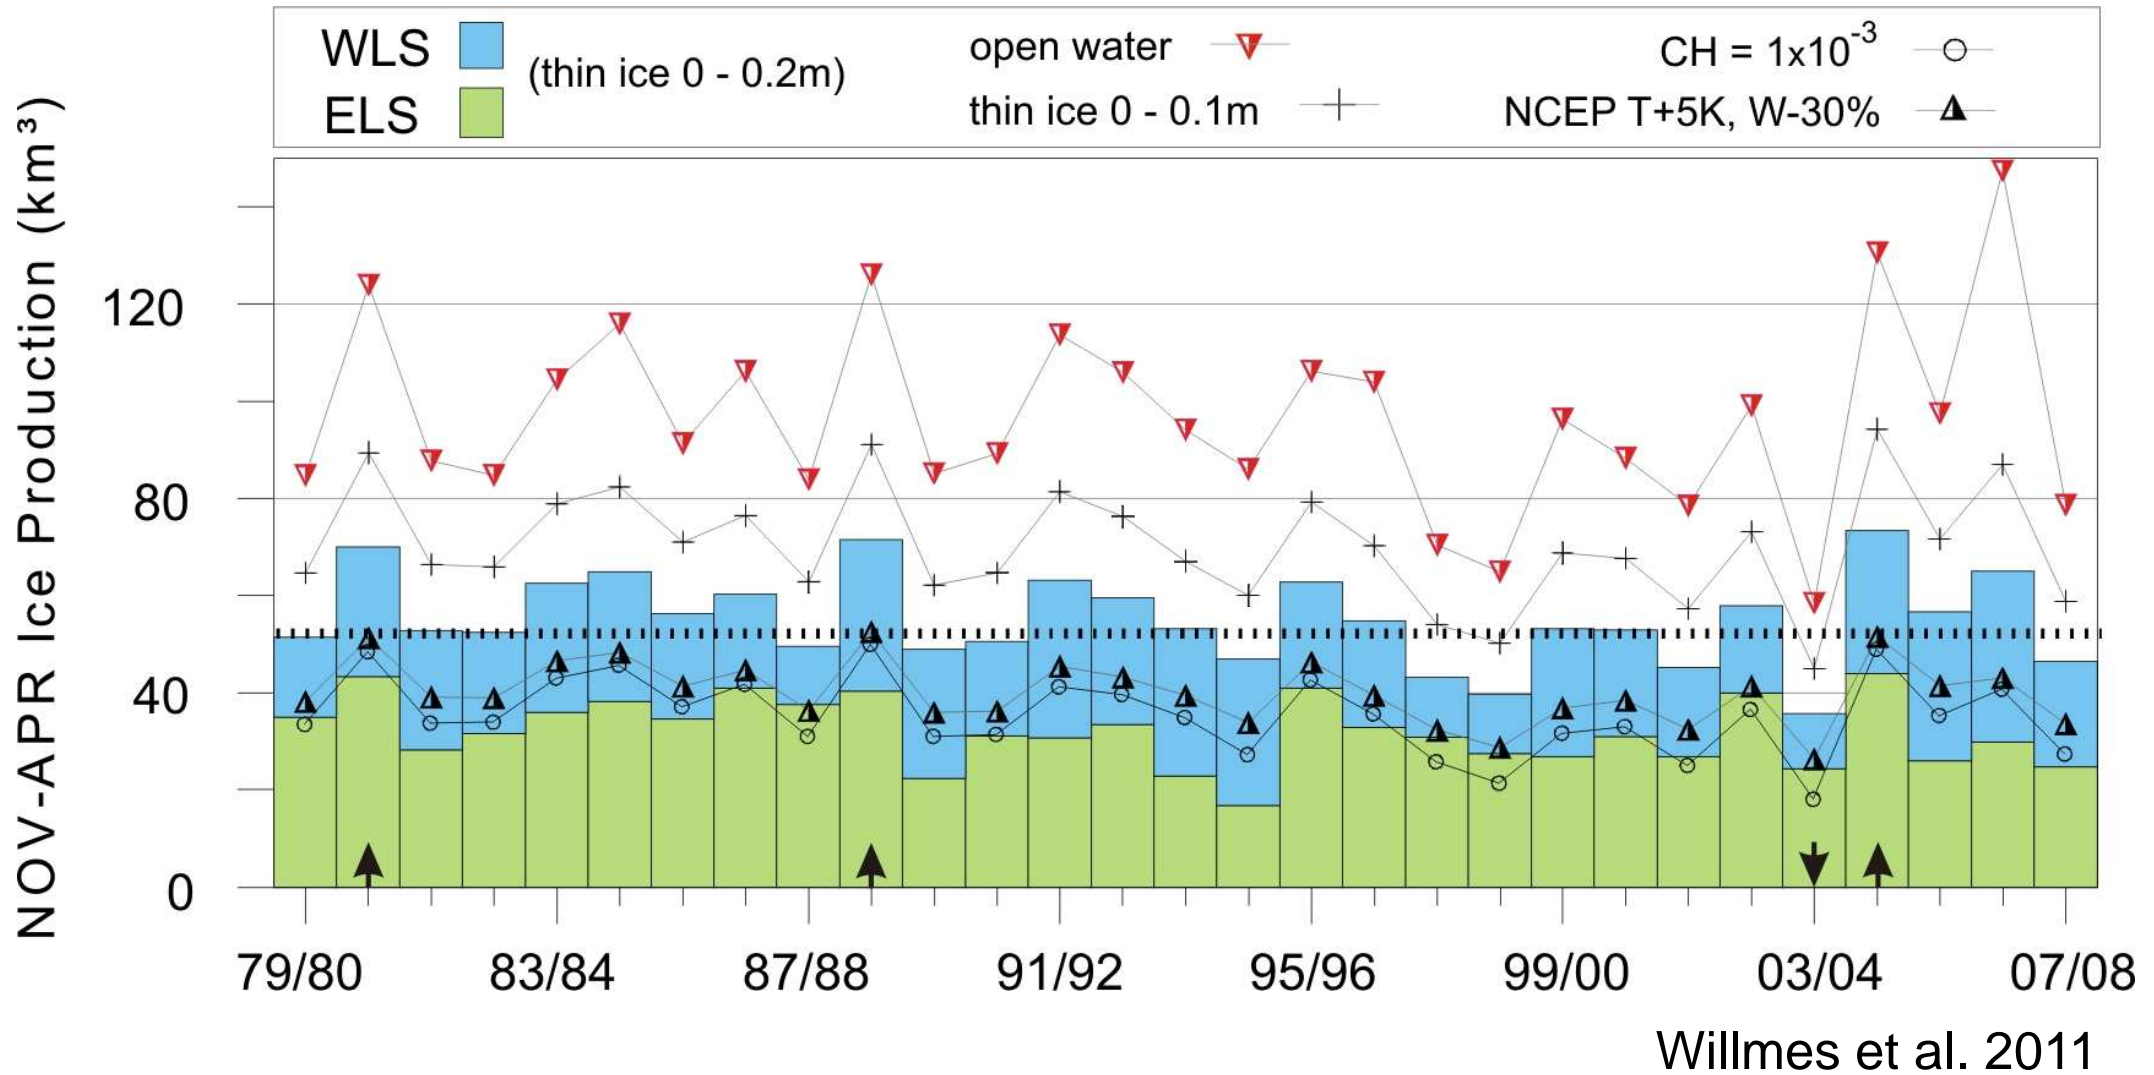 WLS
ELS
(thin ice 0 - 0.2m)
open water
thin ice 0 - 0.1m
CH = 1x10⁻³
NCEP T+5K, W-30%
NOV-APR Ice Production (km³)
120
80
40
0
79/80 83/84 87/88 91/92 95/96 99/00 03/04 07/08
Willmes et al. 2011